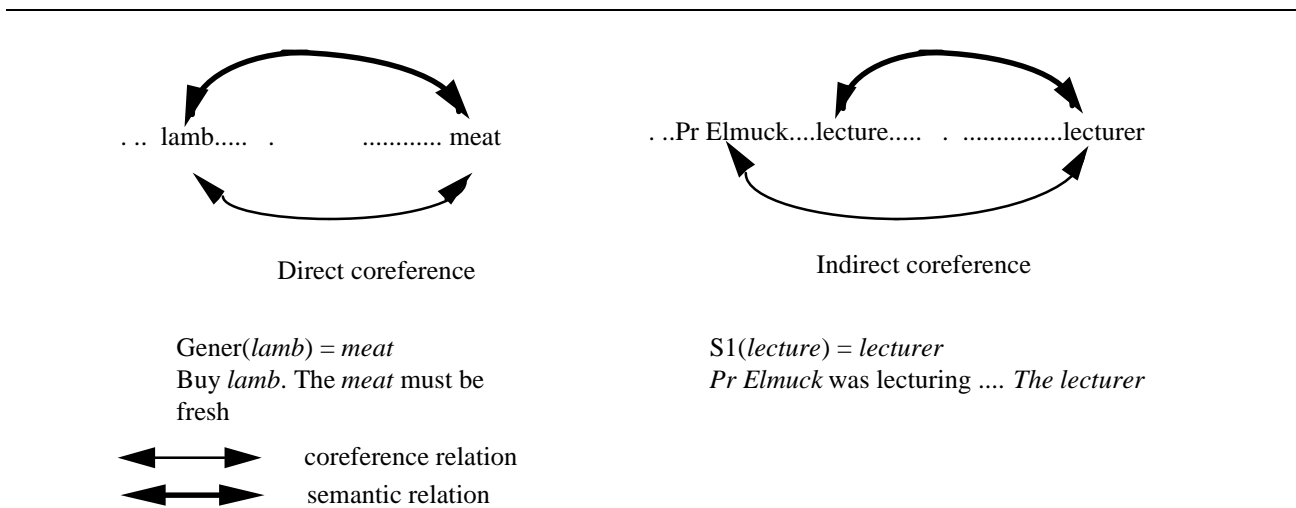 . .. lamb..... . ............ meat
. ..Pr Elmuck....lecture..... . ...............lecturer
Direct coreference
Indirect coreference
Gener(lamb) = meat
Buy lamb. The meat must be
fresh
S1(lecture) = lecturer
Pr Elmuck was lecturing .... The lecturer
coreference relation
semantic relation